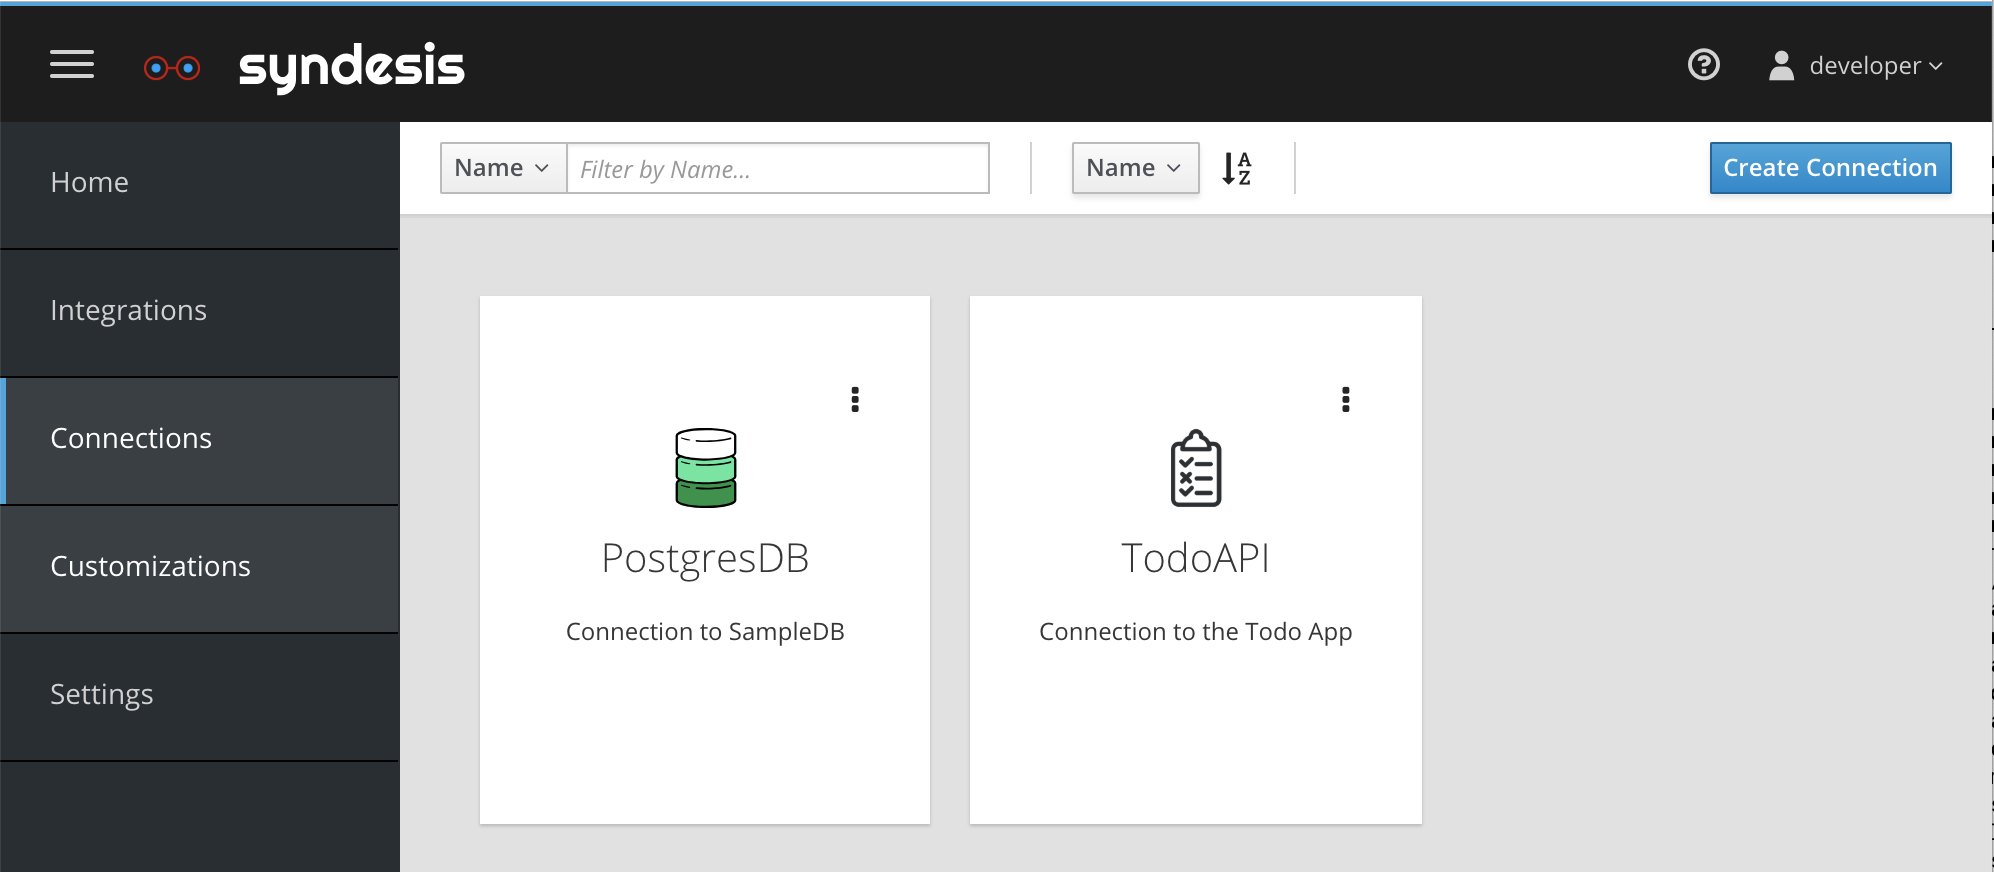 syndesis
developer
Home
Integrations
Connections
Customizations
Settings
Name
Filter by Name...
Name
A
Z
Create Connection
PostgresDB
Connection to SampleDB
TodoAPI
Connection to the Todo App